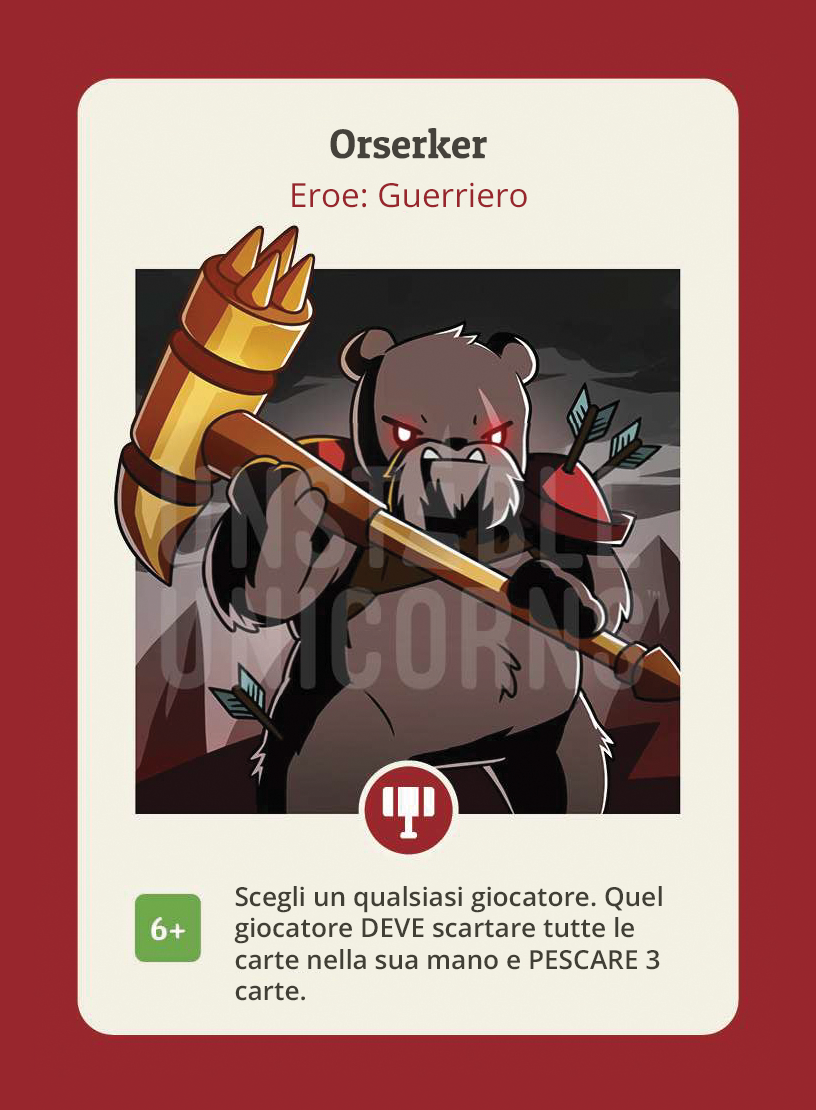 Orserker
Eroe: Guerriero
UNSTABLE
UNICORNS™
6+
Scegli un qualsiasi giocatore. Quel
giocatore DEVE scartare tutte le
carte nella sua mano e PESCARE 3
carte.